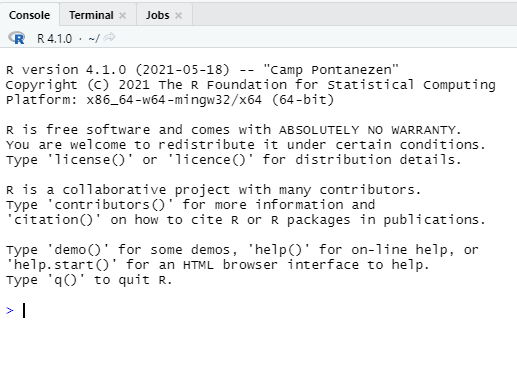 Console Terminal × Jobs ×
R R 4.1.0 · ~/
R version 4.1.0 (2021-05-18) -- "Camp Pontanezen"
Copyright (C) 2021 The R Foundation for Statistical Computing
Platform: x86_64-w64-mingw32/x64 (64-bit)
R is free software and comes with ABSOLUTELY NO WARRANTY.
You are welcome to redistribute it under certain conditions.
Type 'license()' or 'licence()' for distribution details.
R is a collaborative project with many contributors.
Type 'contributors()' for more information and
'citation()' on how to cite R or R packages in publications.
Type 'demo()' for some demos, 'help()' for on-line help, or
'help.start()' for an HTML browser interface to help.
Type 'q()' to quit R.
>